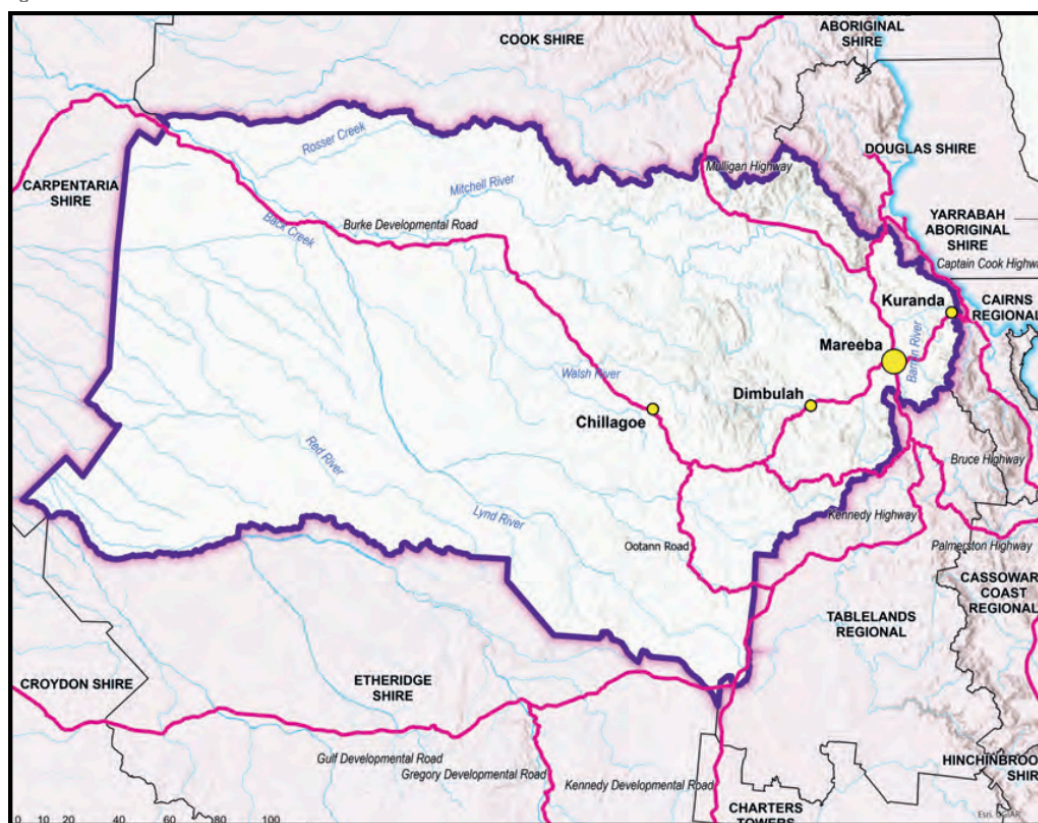 COOK SHIRE
ABORIGINAL
SHIRE
Rosser Creek
DOUGLAS SHIRE
Mulligan Highway
CARPENTARIA
SHIRE
Mitchell River
YARRABAH
ABORIGINAL
SHIRE
Back Creek
Burke Developmental Road
Captain Cook Highw
Kuranda
CAIRNS
REGIONAL
Mareeba
Barron River
Walsh River
Dimbulah
Chillagoe
Red River
Bruce Highway
Lynd River
Kennedy Highway
Ootann Road
Palmerston Highway
CASSOWAR
COAST
REGIONAL
TABLELANDS
REGIONAL
CROYDON SHIRE
ETHERIDGE
SHIRE
Gulf Developmental Road
Gregory Developmental Road
Kennedy Developmental Road
HINCHINBROO
SHIR
CHARTERS
TOWERS
0 10 20 40 60 80 100